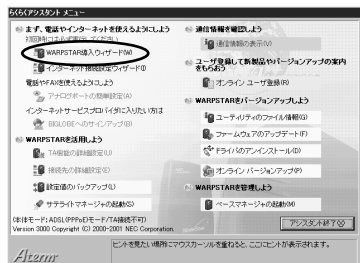 らくらくアシスタント メニュー
まず、電話やインターネットを使えるようにしよう
初回時は必ず実行してください
WARPSTAR導入ウィザード(W)
インターネット接続設定ウィザード(I)
電話やFAXを使えるようにしよう
アナログポートの簡単設定(A)
インターネットサービスプロバイダに入りたい方は
BIGLOBEへのサインアップ(B)
WARPSTARを活用しよう
TA機能の詳細設定(U)
接続先の詳細設定(E)
設定値のバックアップ(L)
サテライトマネージャの起動(S)
(本体モード:ADSL(PPPoE)モード/TA接続不可)
Version 3000 Copyright (C) 2000-2001 NEC Corporation.
通信情報を確認しよう
通信情報の表示(V)
ユーザ登録して新製品やバージョンアップの案内をもらおう
オンライン ユーザ登録(R)
WARPSTARをバージョンアップしよう
ユーティリティのファイル情報(G)
ファームウェアのアップデート(F)
ドライバのアンインストール(D)
オンライン バージョンアップ(P)
WARPSTARを管理しよう
ベースマネージャの起動(M)
アシスタント終了(X)
Aterm
ヒントを見たい場所にマウスカーソルを重ねると、ここにヒントが表示されます。